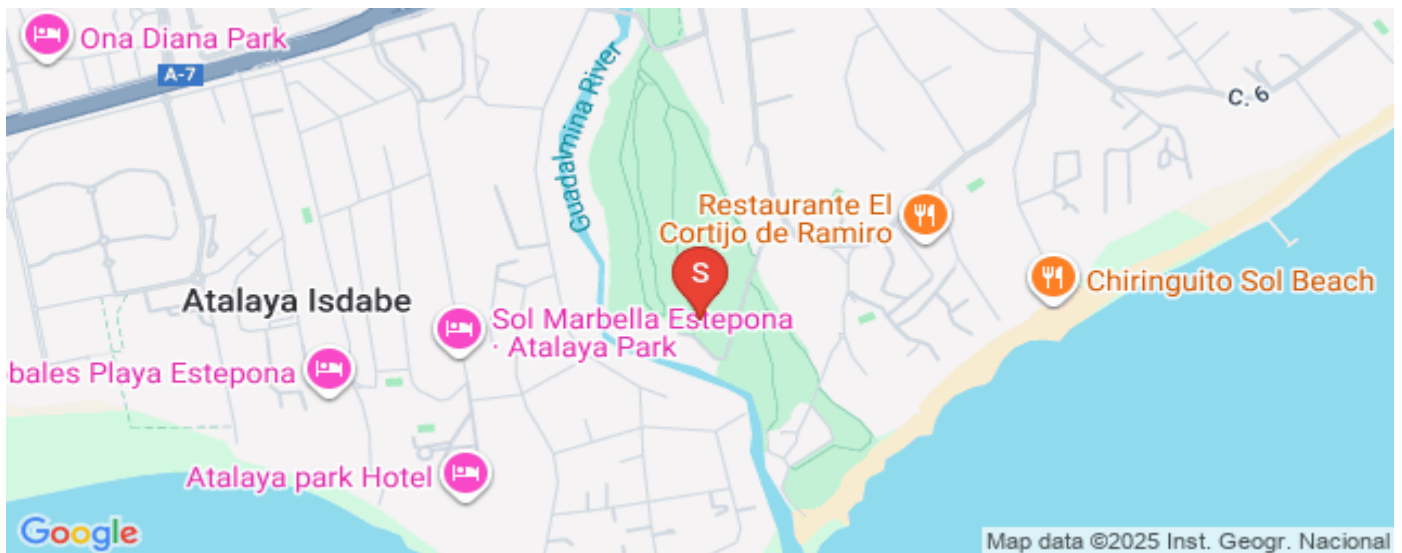 Ona Diana Park
A-7
Guadalmina River
C. 6
Restaurante El
Cortijo de Ramiro
S
Chiringuito Sol Beach
Atalaya Isdabe
Sol Marbella Estepona
· Atalaya Park
bales Playa Estepona
Atalaya park Hotel
Google
Map data ©2025 Inst. Geogr. Nacional